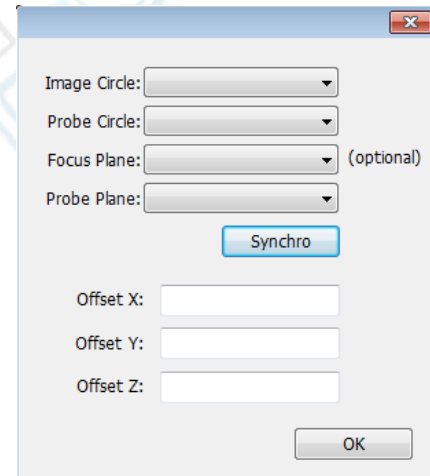 Image Circle:
Probe Circle:
Focus Plane: (optional)
Probe Plane:
Synchro
Offset X:
Offset Y:
Offset Z:
OK